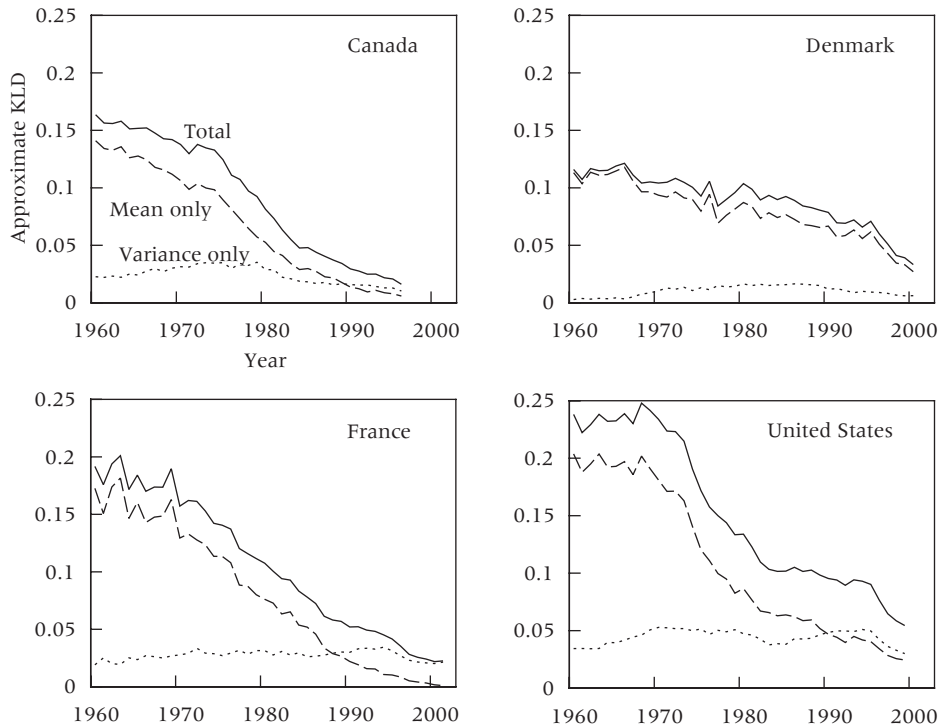 Canada
Denmark
Approximate KLD
0.25
0.2
0.15
0.1
0.05
0
Total
Mean only
Variance only
1960 1970 1980 1990 2000
Year
0.25
0.2
0.15
0.1
0.05
0
1960 1970 1980 1990 2000
France
0.25
0.2
0.15
0.1
0.05
0
1960 1970 1980 1990 2000
United States
0.25
0.2
0.15
0.1
0.05
0
1960 1970 1980 1990 2000